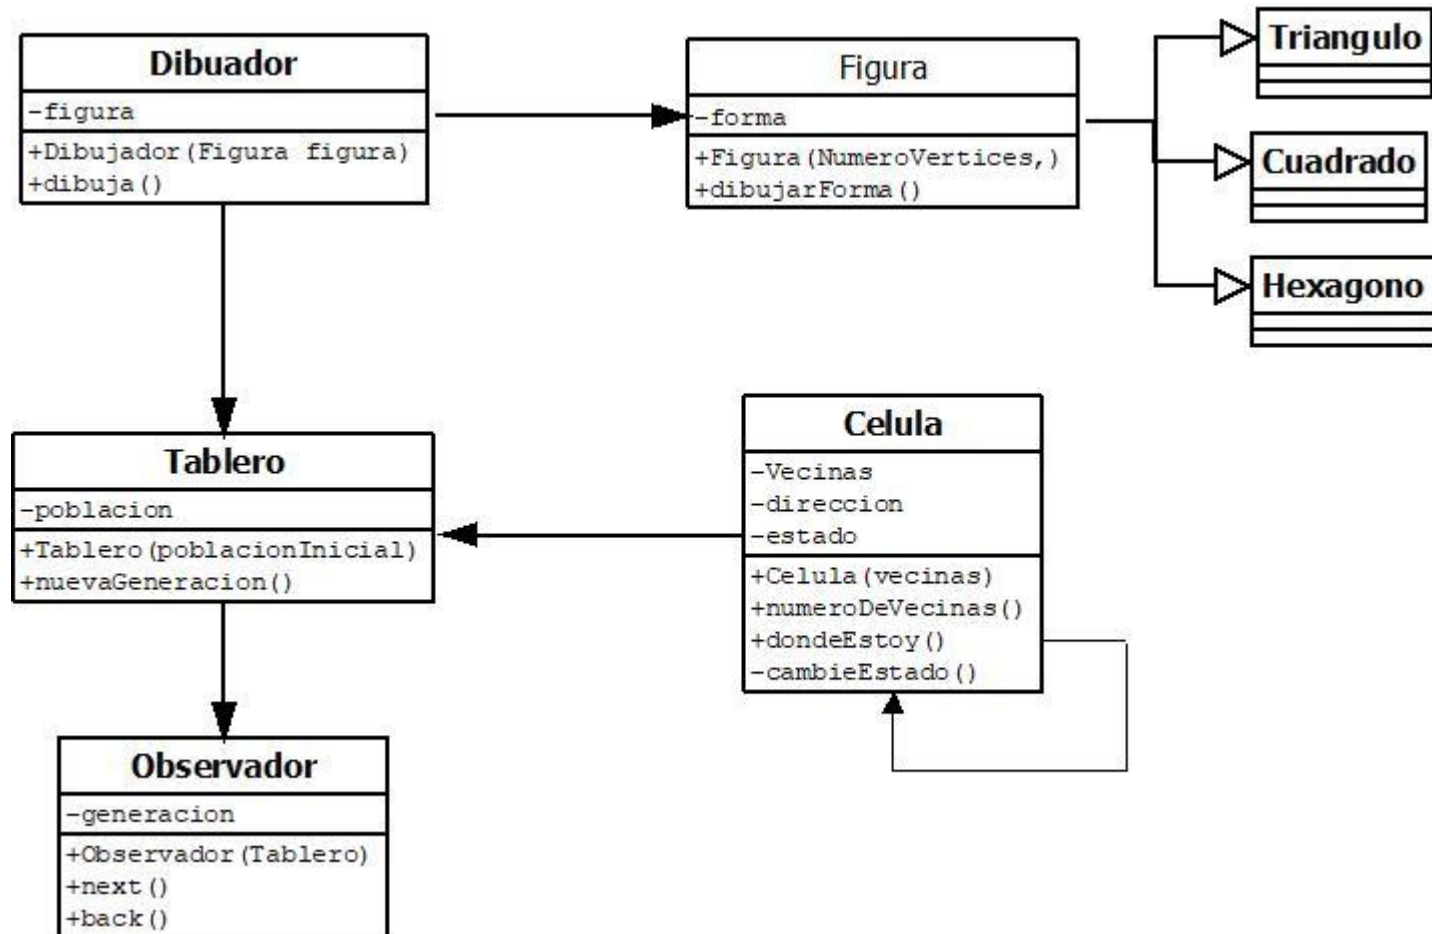 Dibuador
-figura
+Dibujador(Figura figura)
+dibuja()
Figura
-forma
+Figura(NumeroVertices,)
+dibujarForma()
Triangulo
Cuadrado
Hexagono
Tablero
-poblacion
+Tablero(poblacionInicial)
+nuevaGeneracion()
Celula
-Vecinas
-direccion
-estado
+Celula(vecinas)
+numeroDeVecinas()
+dondeEstoy()
-cambieEstado()
Observador
-generacion
+Observador(Tablero)
+next()
+back()